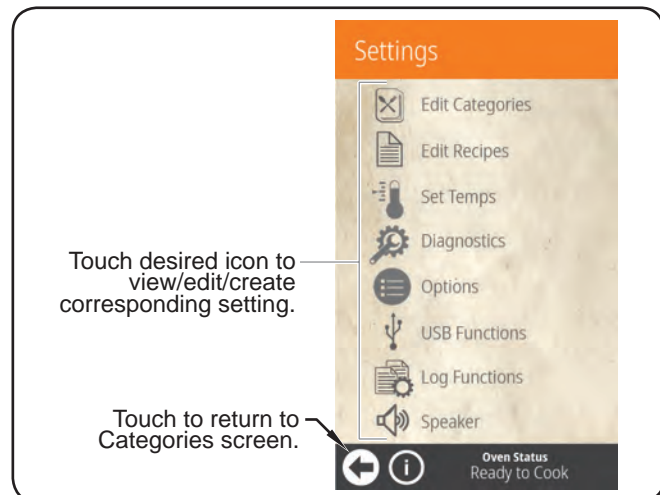 Settings
Edit Categories
Edit Recipes
Set Temps
Diagnostics
Options
USB Functions
Log Functions
Speaker
Touch desired icon to
view/edit/create
corresponding setting.
Touch to return to
Categories screen.
i
Oven Status
Ready to Cook